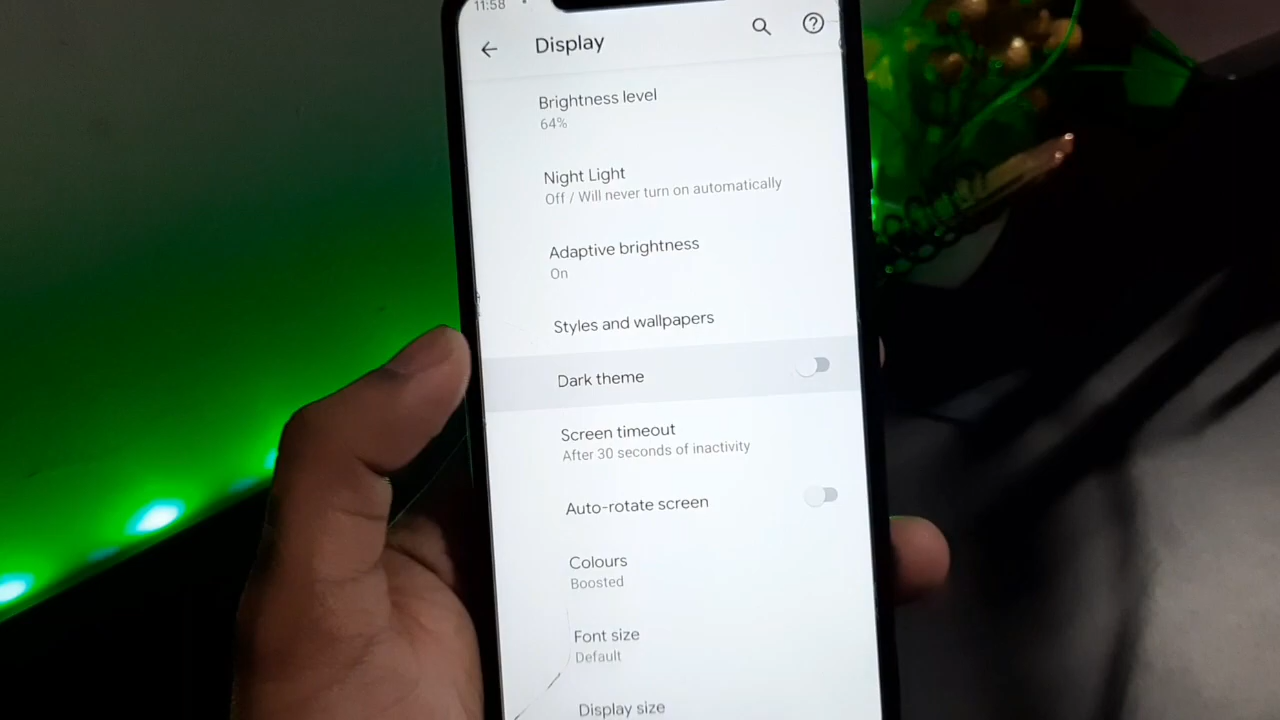 11:58
Display
Brightness level
64%
Night Light
Off / Will never turn on automatically
Adaptive brightness
On
Styles and wallpapers
Dark theme
Screen timeout
After 30 seconds of inactivity
Auto-rotate screen
Colours
Boosted
Font size
Default
Display size